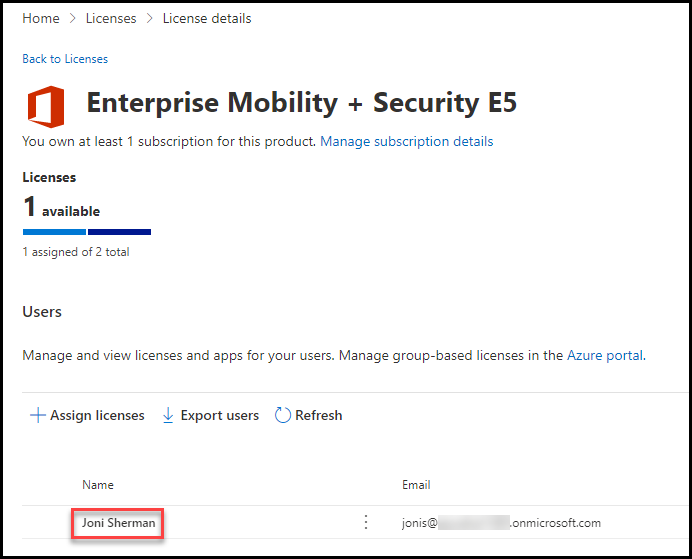 Home > Licenses > License details
Back to Licenses
Enterprise Mobility + Security E5
You own at least 1 subscription for this product. Manage subscription details
Licenses
1 available
1 assigned of 2 total
Users
Manage and view licenses and apps for your users. Manage group-based licenses in the Azure portal.
+ Assign licenses Export users Refresh
Name Email
Joni Sherman jonis@ .onmicrosoft.com